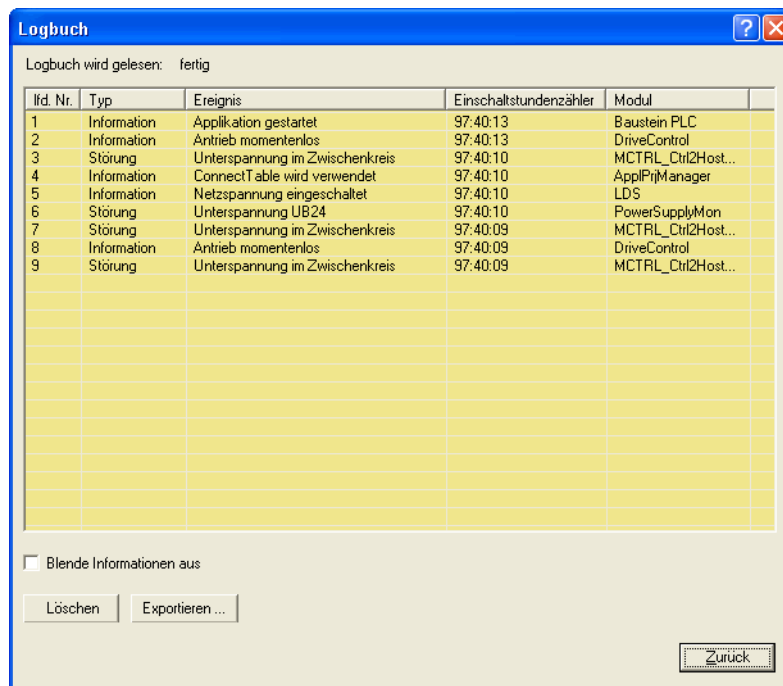 Logbuch
Logbuch wird gelesen: fertig
lfd. Nr. Typ Ereignis Einschaltstundenzähler Modul
1 Information Applikation gestartet 97:40:13 Baustein PLC
2 Information Antrieb momentenlos 97:40:13 DriveControl
3 Störung Unterspannung im Zwischenkreis 97:40:10 MCTRL_Ctrl2Host...
4 Information ConnectTable wird verwendet 97:40:10 ApplPrjManager
5 Information Netzspannung eingeschaltet 97:40:10 LDS
6 Störung Unterspannung UB24 97:40:10 PowerSupplyMon
7 Störung Unterspannung im Zwischenkreis 97:40:09 MCTRL_Ctrl2Host...
8 Information Antrieb momentenlos 97:40:09 DriveControl
9 Störung Unterspannung im Zwischenkreis 97:40:09 MCTRL_Ctrl2Host...
Blende Informationen aus
Löschen Exportieren ...
Zurück